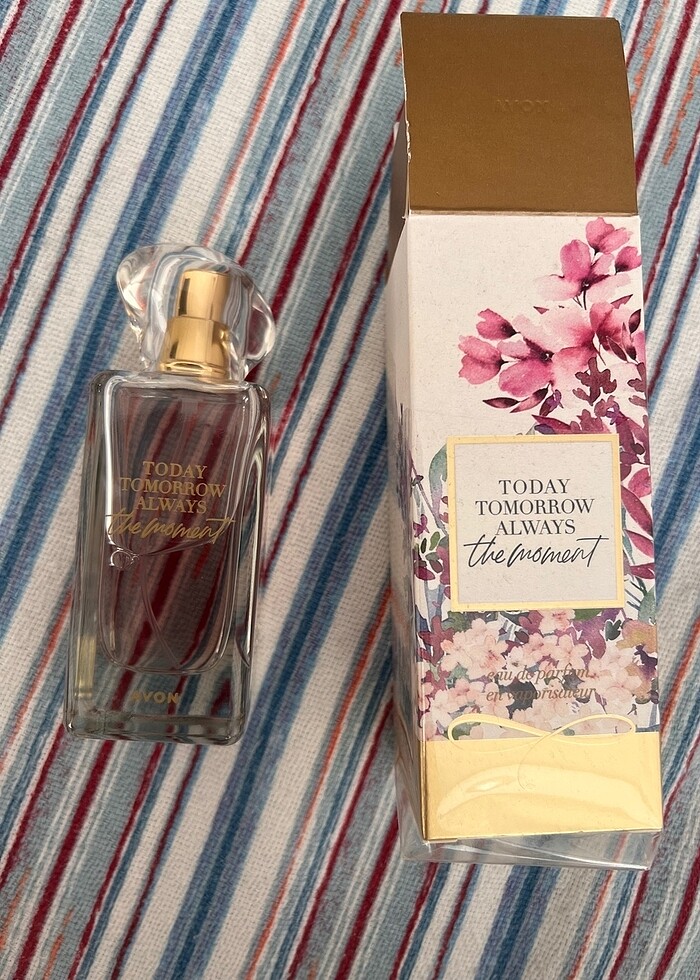 TODAY
TOMORROW
ALWAYS
the moment
AVON
AVON
TODAY
TOMORROW
ALWAYS
the moment
eau de parfum
en vaporisateur